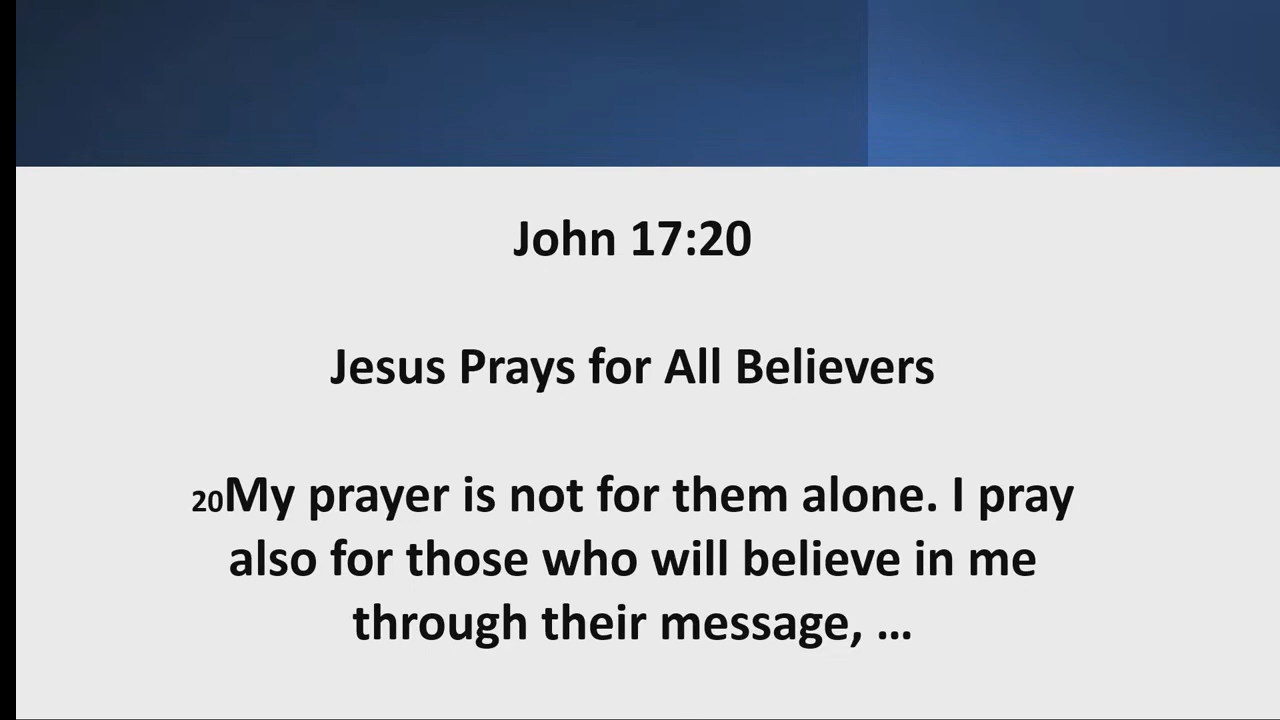 John 17:20
Jesus Prays for All Believers
20My prayer is not for them alone. I pray
also for those who will believe in me
through their message, ...